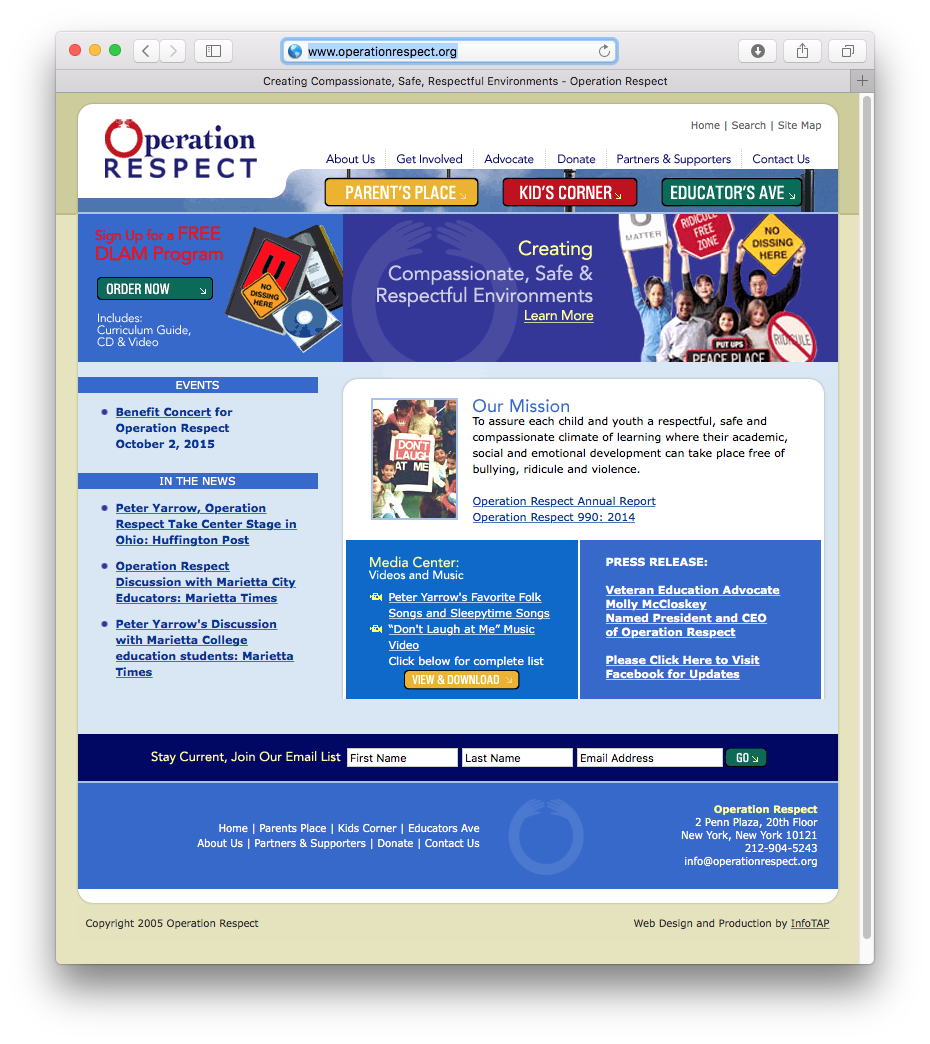 www.operationrespect.org
Creating Compassionate, Safe, Respectful Environments - Operation Respect
Operation
RESPECT
Home | Search | Site Map
About Us
Get Involved
Advocate
Donate
Partners & Supporters
Contact Us
PARENT'S PLACE
KID'S CORNER
EDUCATOR'S AVE
Sign Up for a FREE
DLAM Program
ORDER NOW
Includes:
Curriculum Guide,
CD & Video
NO
DISSING
HERE
Creating
Compassionate, Safe &
Respectful Environments
Learn More
U
MATTER
RIDICULE
FREE
ZONE
NO
DISSING
HERE
PUT UPS
PEACE PLACE
RIDICULE
EVENTS
Benefit Concert for
Operation Respect
October 2, 2015
IN THE NEWS
Peter Yarrow, Operation
Respect Take Center Stage in
Ohio: Huffington Post
Operation Respect
Discussion with Marietta City
Educators: Marietta Times
Peter Yarrow's Discussion
with Marietta College
education students: Marietta
Times
DON'T
LAUGH
AT ME
Our Mission
To assure each child and youth a respectful, safe and
compassionate climate of learning where their academic,
social and emotional development can take place free of
bullying, ridicule and violence.
Operation Respect Annual Report
Operation Respect 990: 2014
Media Center:
Videos and Music
Peter Yarrow's Favorite Folk
Songs and Sleepytime Songs
“Don't Laugh at Me” Music
Video
Click below for complete list
VIEW & DOWNLOAD
PRESS RELEASE:
Veteran Education Advocate
Molly McCloskey
Named President and CEO
of Operation Respect
Please Click Here to Visit
Facebook for Updates
Stay Current, Join Our Email List
First Name
Last Name
Email Address
GO
Home | Parents Place | Kids Corner | Educators Ave
About Us | Partners & Supporters | Donate | Contact Us
Operation Respect
2 Penn Plaza, 20th Floor
New York, New York 10121
212-904-5243
info@operationrespect.org
Copyright 2005 Operation Respect
Web Design and Production by InfoTAP